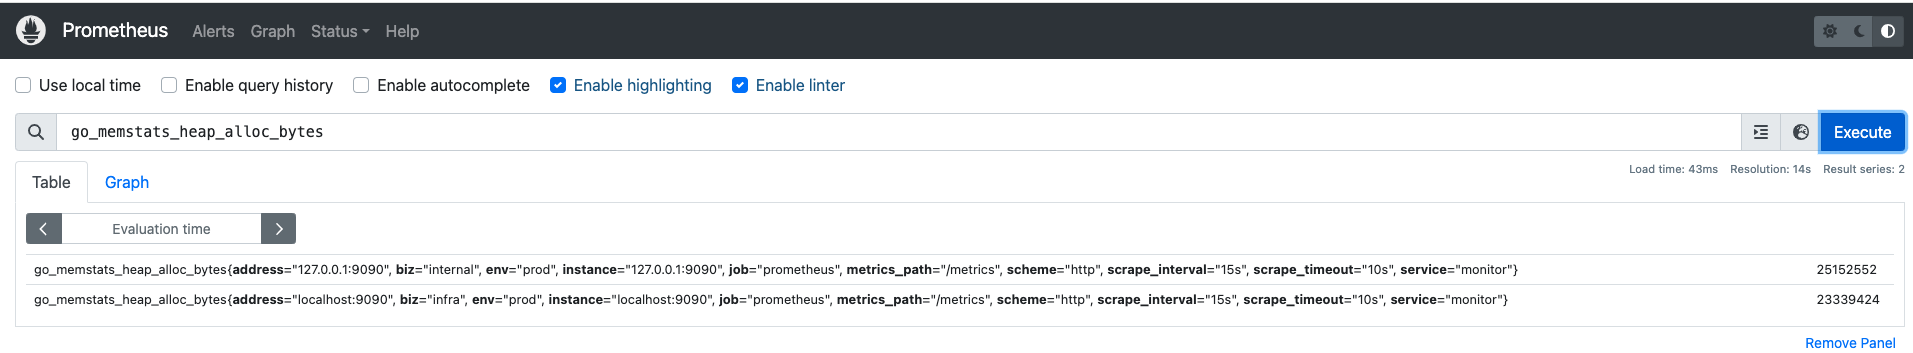 Prometheus Alerts Graph Status Help
Use local time Enable query history Enable autocomplete Enable highlighting Enable linter
go_memstats_heap_alloc_bytes Execute
Table Graph Load time: 43ms Resolution: 14s Result series: 2
Evaluation time
go_memstats_heap_alloc_bytes{address="127.0.0.1:9090", biz="internal", env="prod", instance="127.0.0.1:9090", job="prometheus", metrics_path="/metrics", scheme="http", scrape_interval="15s", scrape_timeout="10s", service="monitor"} 25152552
go_memstats_heap_alloc_bytes{address="localhost:9090", biz="infra", env="prod", instance="localhost:9090", job="prometheus", metrics_path="/metrics", scheme="http", scrape_interval="15s", scrape_timeout="10s", service="monitor"} 23339424
Remove Panel